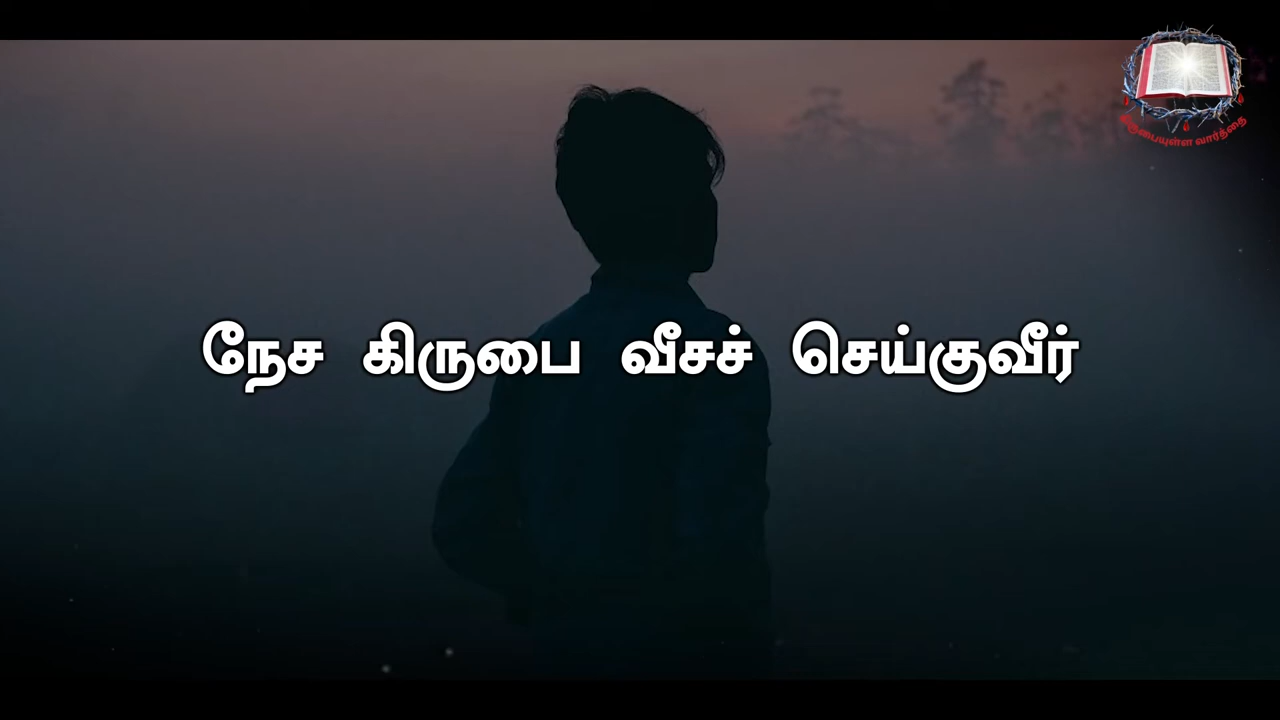 கிருபையுள்ள வார்த்தை
நேச கிருபை வீசச் செய்குவீர்